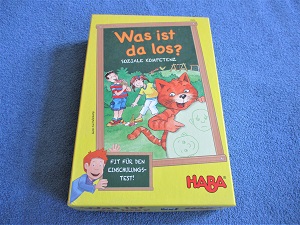 Was ist
da los?
SOZIALE KOMPETENZ
FIT FÜR DEN
EINSCHULUNGS-
TEST!
HABA